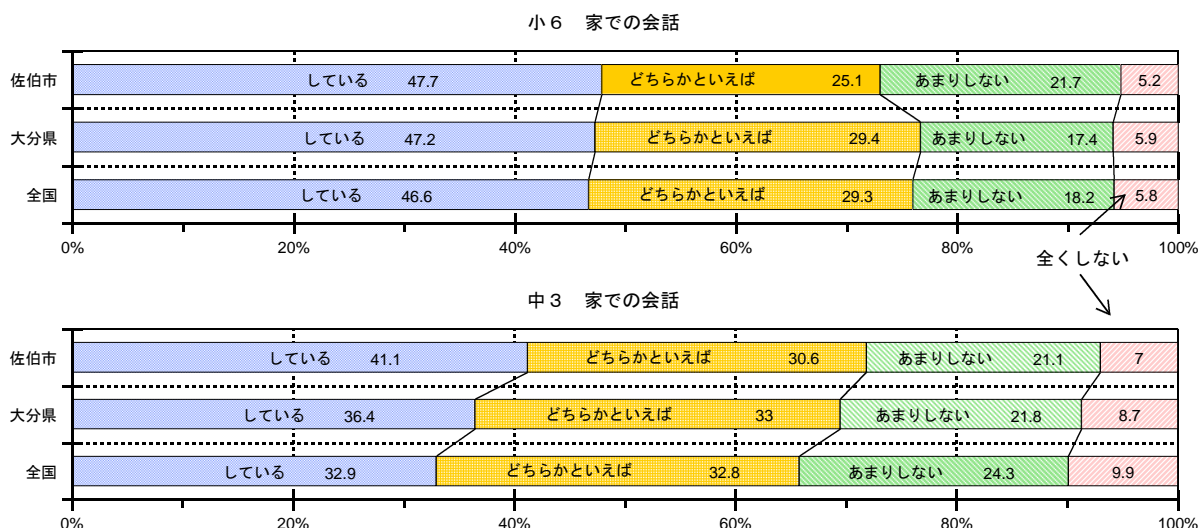 小６　家での会話
佐伯市 している 47.7 どちらかといえば 25.1 あまりしない 21.7 5.2
大分県 している 47.2 どちらかといえば 29.4 あまりしない 17.4 5.9
全国 している 46.6 どちらかといえば 29.3 あまりしない 18.2 5.8
0% 20% 40% 60% 80% 100%
全くしない
中３　家での会話
佐伯市 している 41.1 どちらかといえば 30.6 あまりしない 21.1 7
大分県 している 36.4 どちらかといえば 33 あまりしない 21.8 8.7
全国 している 32.9 どちらかといえば 32.8 あまりしない 24.3 9.9
0% 20% 40% 60% 80% 100%